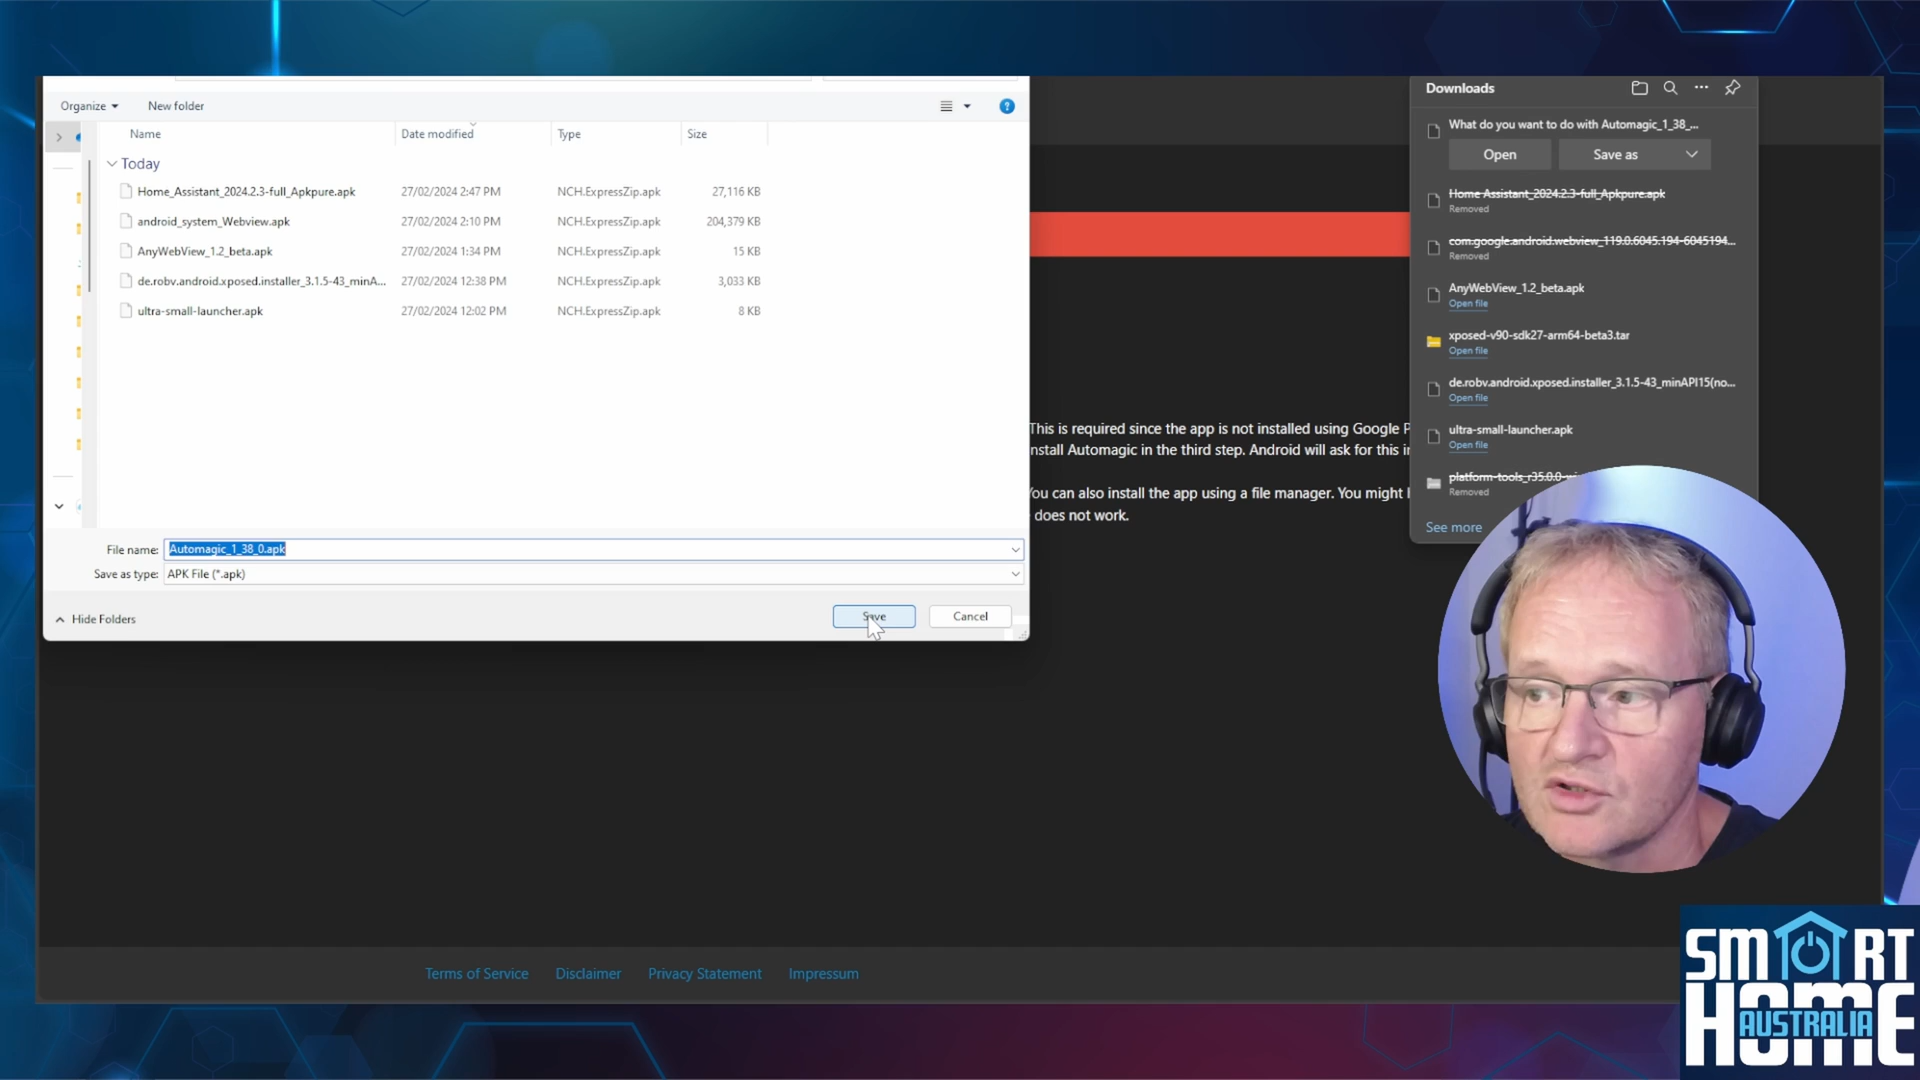 Organize
New folder
Name
Date modified
Type
Size
Today
Home_Assistant_2024.2.3-full_Apkpure.apk
27/02/2024 2:47 PM
NCH.ExpressZip.apk
27,116 KB
android_system_Webview.apk
27/02/2024 2:10 PM
NCH.ExpressZip.apk
204,379 KB
AnyWebView_1.2_beta.apk
27/02/2024 1:34 PM
NCH.ExpressZip.apk
15 KB
de.robv.android.xposed.installer_3.1.5-43_minA...
27/02/2024 12:38 PM
NCH.ExpressZip.apk
3,033 KB
ultra-small-launcher.apk
27/02/2024 12:02 PM
NCH.ExpressZip.apk
8 KB
File name:
Automagic_1_38_0.apk
Save as type:
APK File (*.apk)
Hide Folders
Save
Cancel
This is required since the app is not installed using Google P
nstall Automagic in the third step. Android will ask for this in
You can also install the app using a file manager. You might
does not work.
Downloads
What do you want to do with Automagic_1_38_...
Open
Save as
Home Assistant_2024.2.3-full_Apkpure.apk
Removed
com.google.android.webview_119.0.6045.194-6045194...
Removed
AnyWebView_1.2_beta.apk
Open file
xposed-v90-sdk27-arm64-beta3.tar
Open file
de.robv.android.xposed.installer_3.1.5-43_minAPI15(no...
Open file
ultra-small-launcher.apk
Open file
platform-tools_r35.0.0-wi
Removed
See more
Terms of Service
Disclaimer
Privacy Statement
Impressum
SMART
HOME
AUSTRALIA